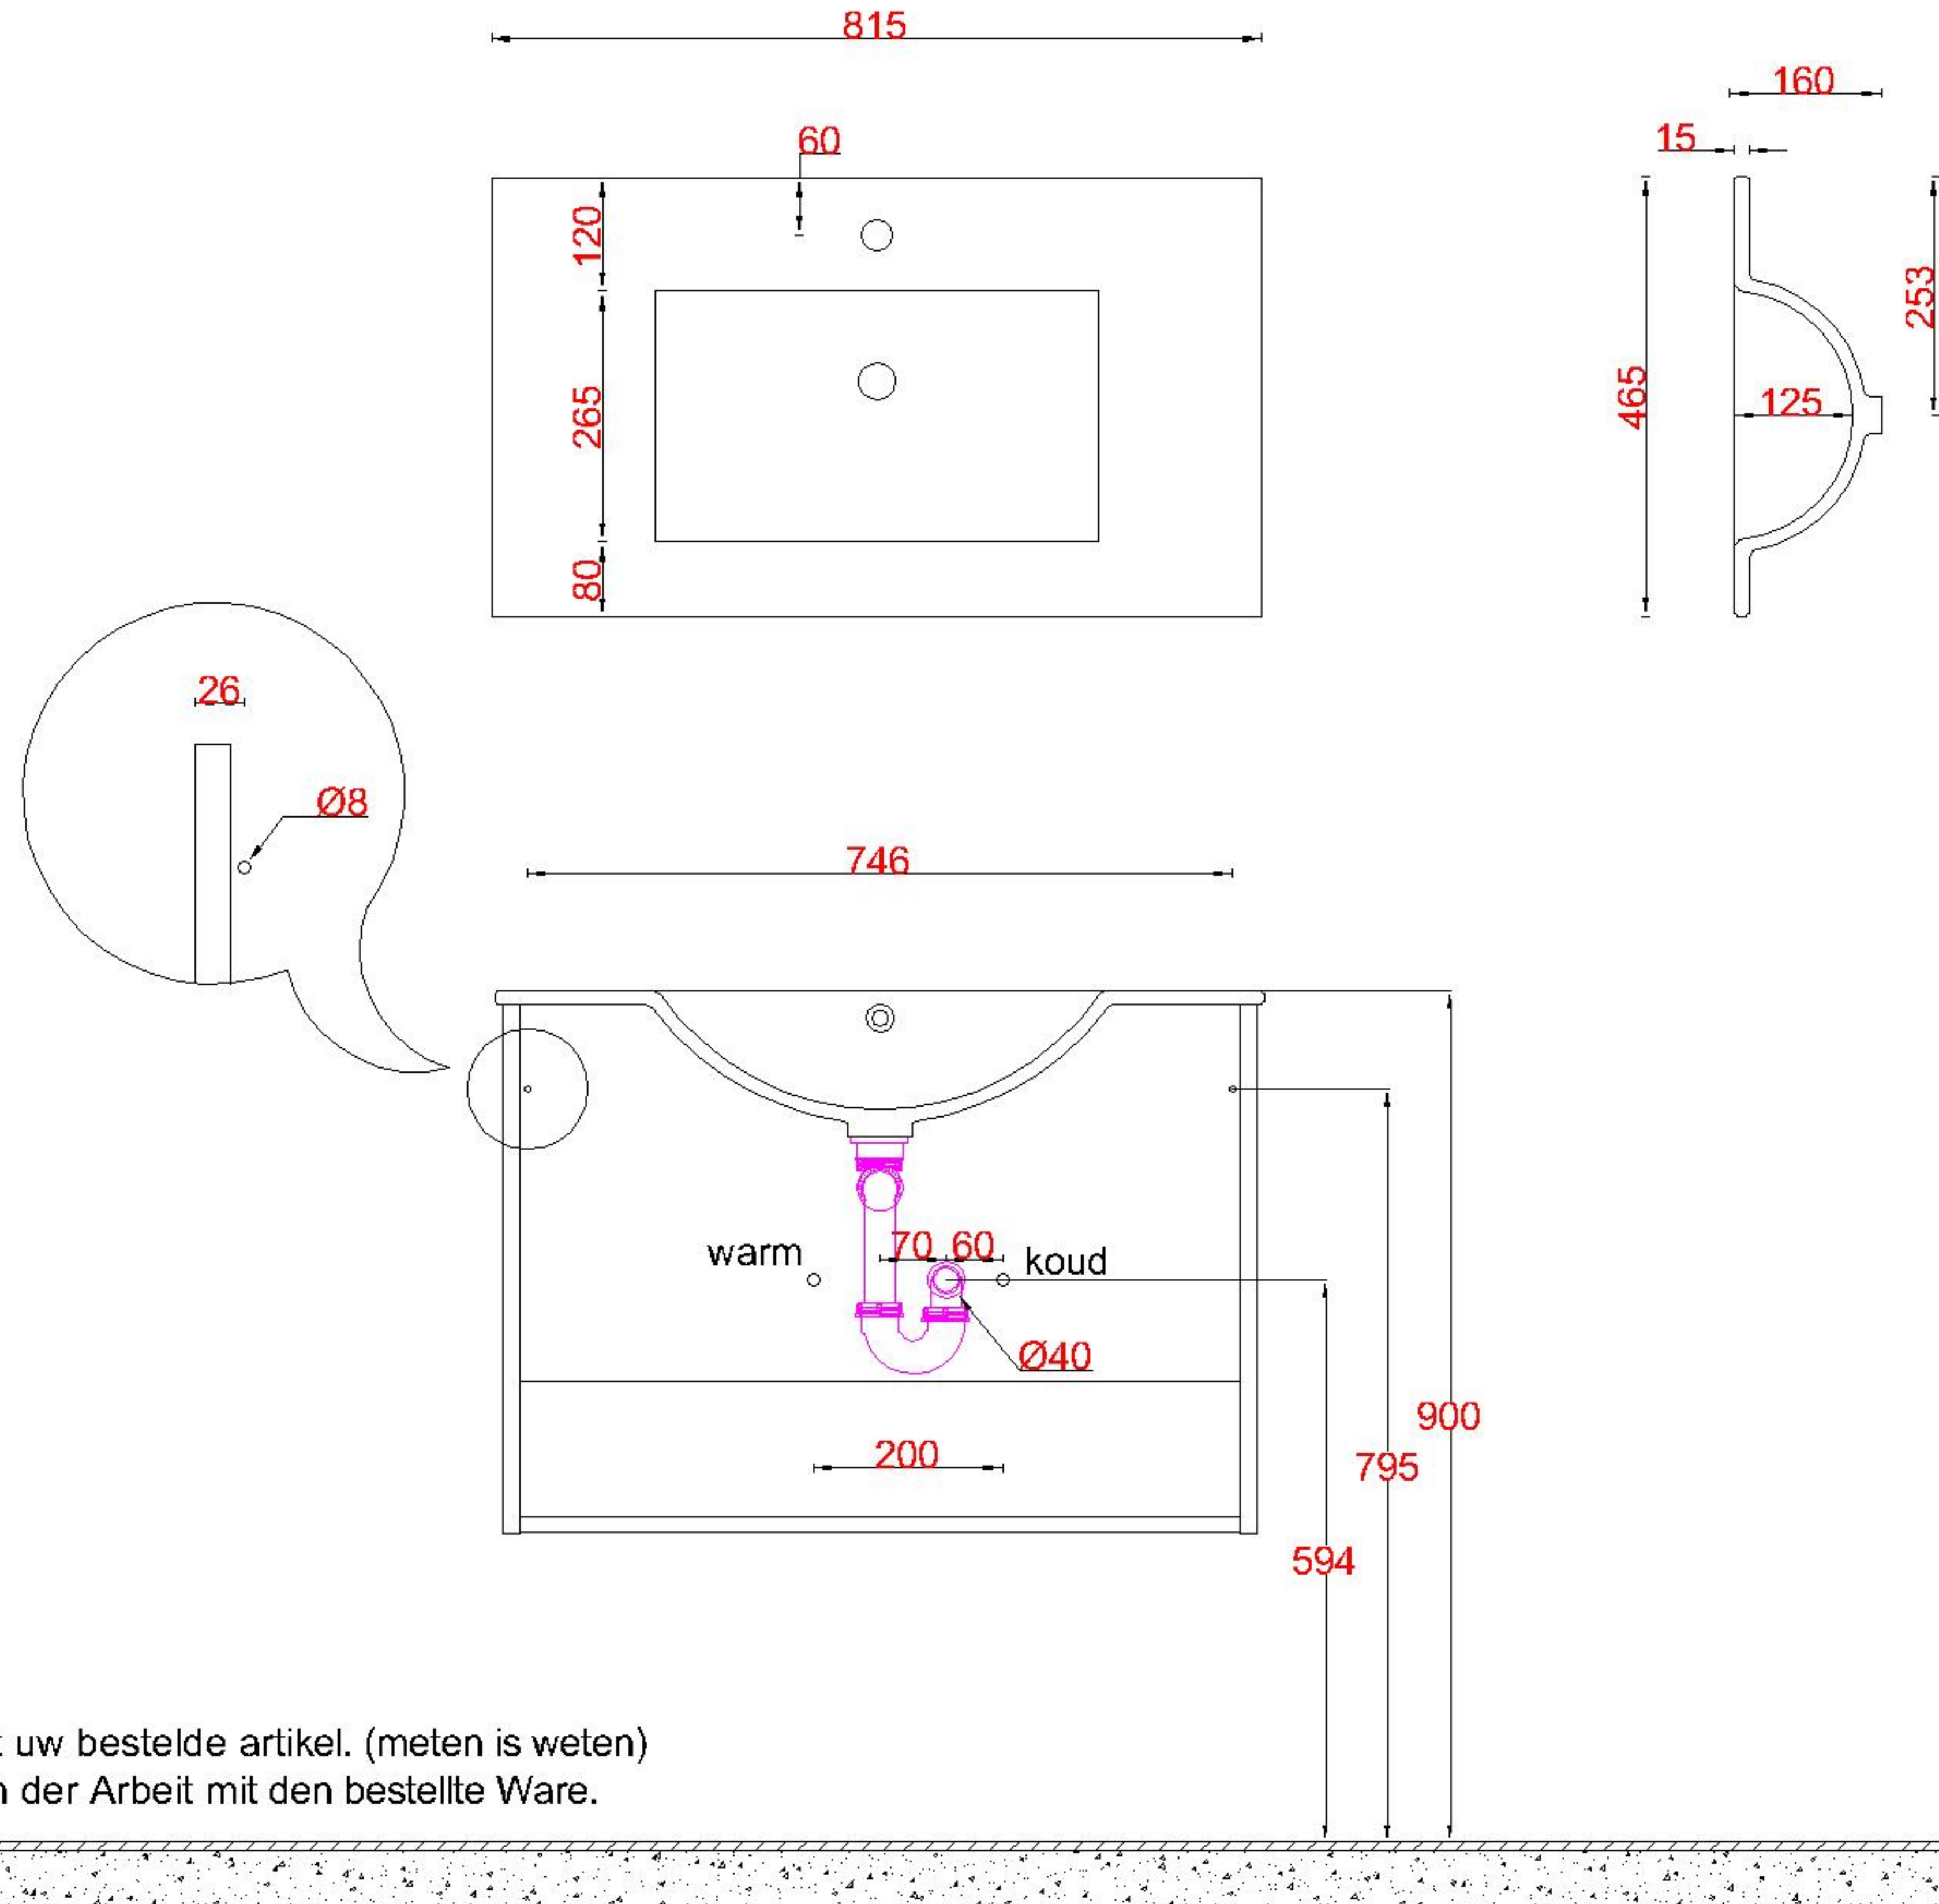 815
160
15
60
120
253
465
125
265
80
26
Ø8
746
70 60
warm
koud
Ø40
900
200
795
594
uw bestelde artikel. (meten is weten)
der Arbeit mit den bestellte Ware.